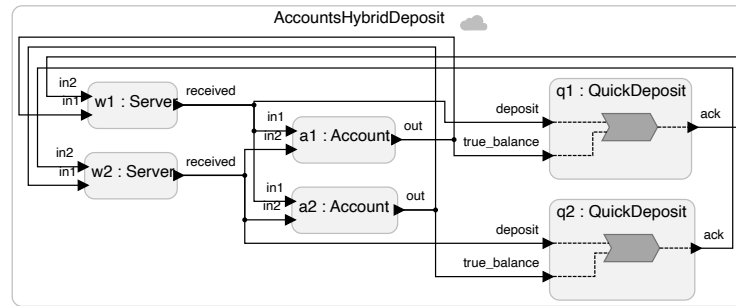 AccountsHybridDeposit
q1 : QuickDeposit
in2
in1
w1 : Server
received
in1
in2
a1 : Account
out
deposit
true_balance
ack
in2
in1
w2 : Server
received
in1
in2
a2 : Account
out
q2 : QuickDeposit
deposit
true_balance
ack